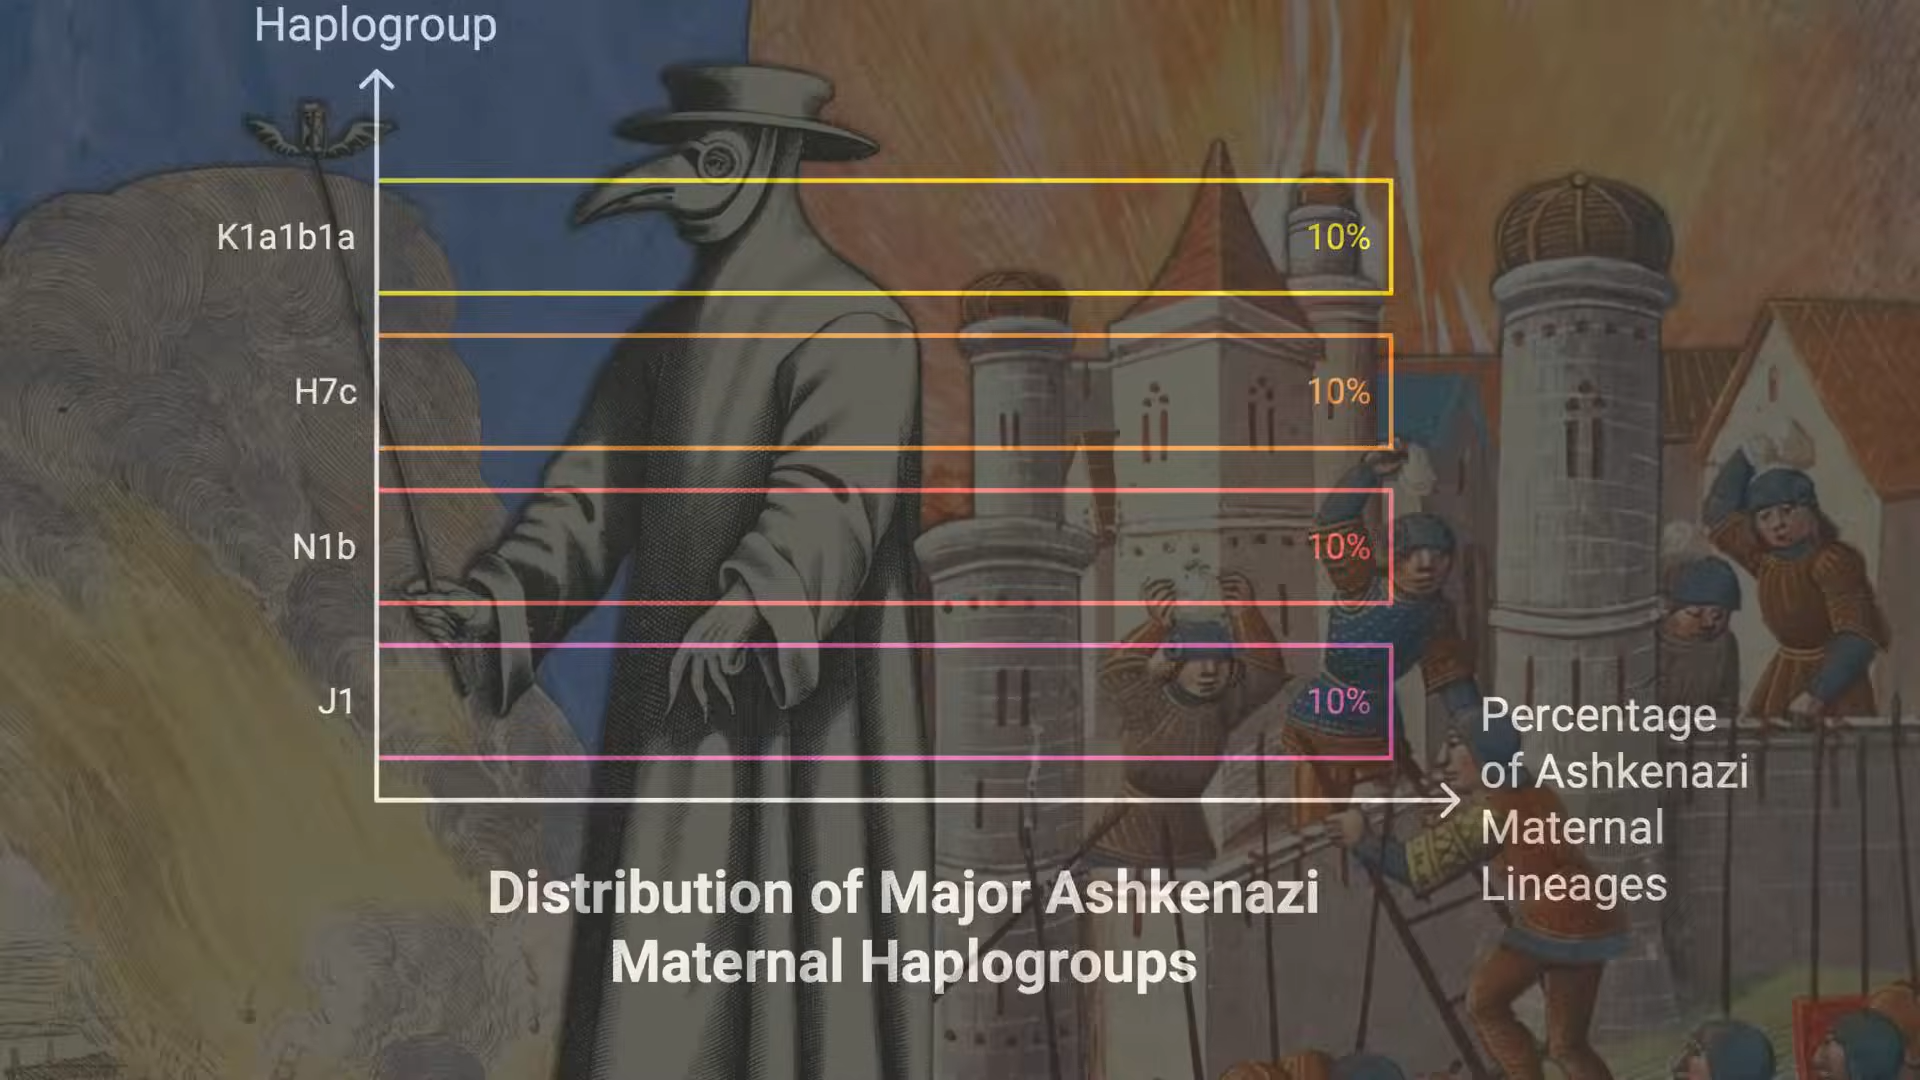 Haplogroup
K1a1b1a
10%
H7c
10%
N1b
10%
J1
10%
Percentage
of Ashkenazi
Maternal
Lineages
Distribution of Major Ashkenazi
Maternal Haplogroups